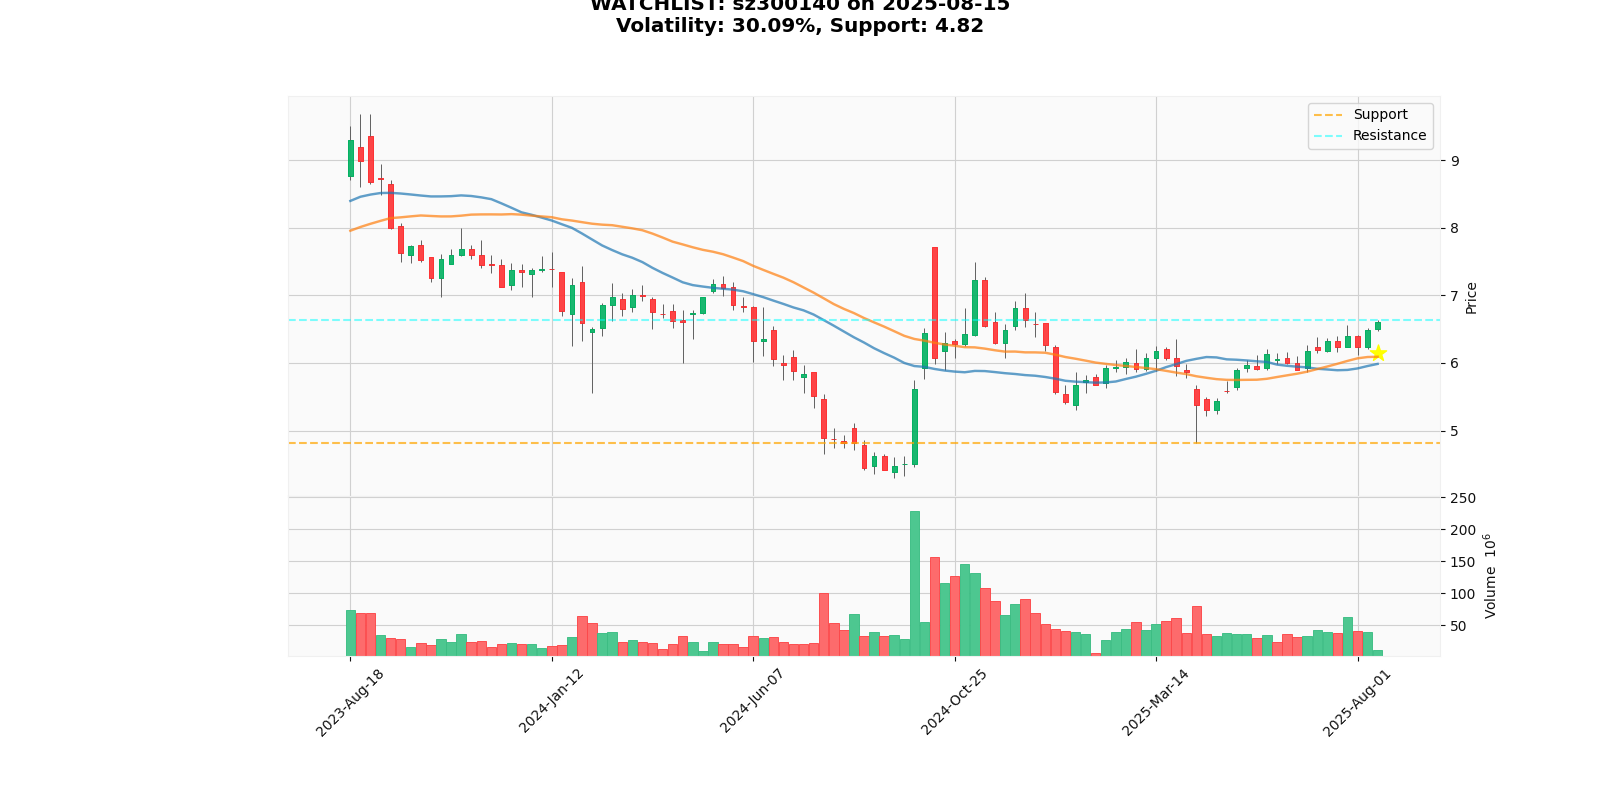 WATCHLIST: sz300140 on 2025-08-15
Volatility: 30.09%, Support: 4.82
Support
Resistance
9
8
7
6
5
Price
250
200
150
100
50
Volume 10⁶
2023-Aug-18
2024-Jan-12
2024-Jun-07
2024-Oct-25
2025-Mar-14
2025-Aug-01